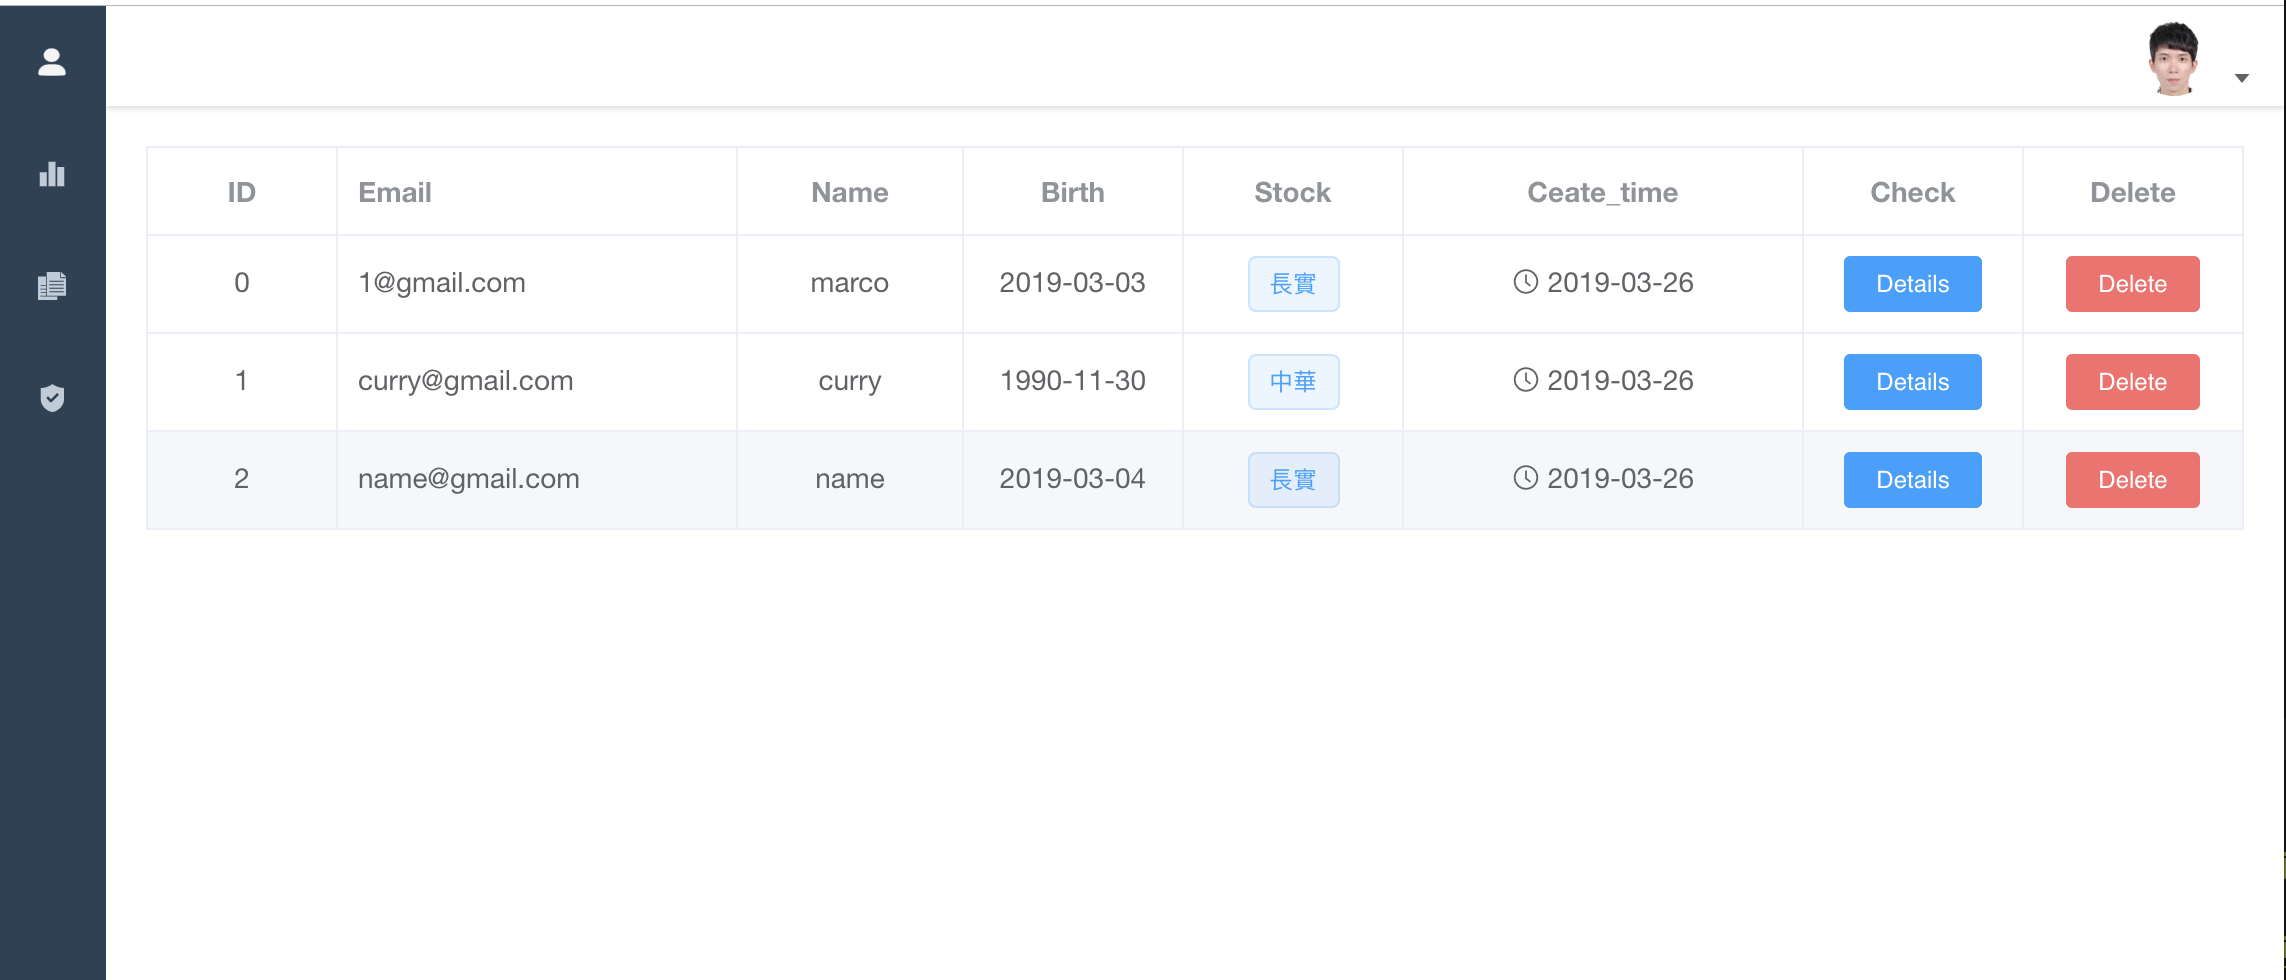 ID Email Name Birth Stock Ceate_time Check Delete
0 1@gmail.com marco 2019-03-03 長實 2019-03-26 Details Delete
1 curry@gmail.com curry 1990-11-30 中華 2019-03-26 Details Delete
2 name@gmail.com name 2019-03-04 長實 2019-03-26 Details Delete